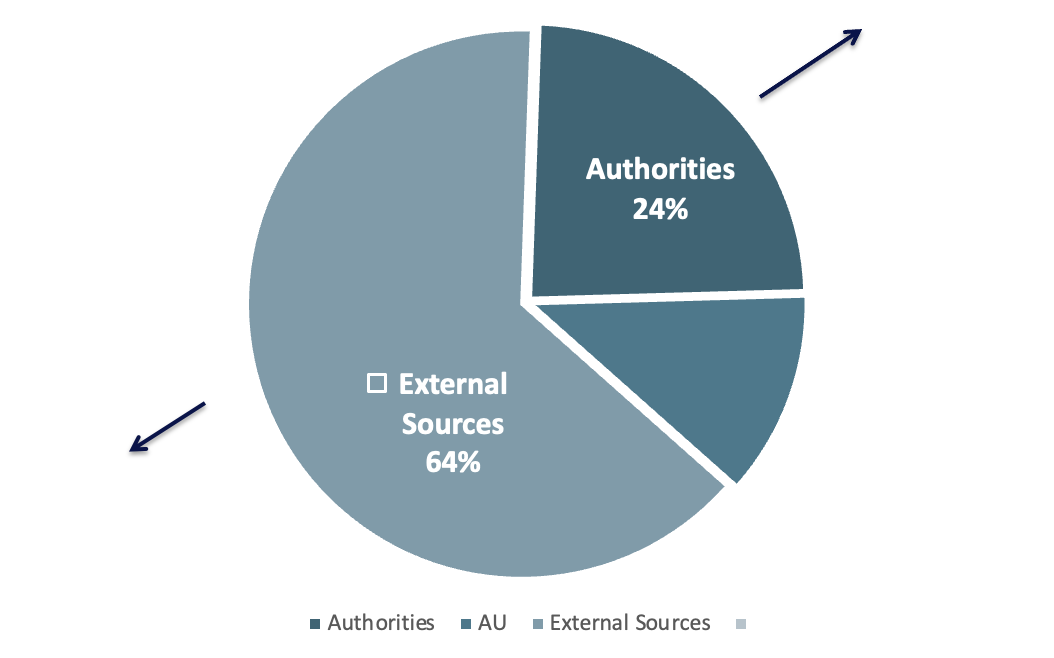 Authorities
24%
External
Sources
64%
Authorities AU External Sources